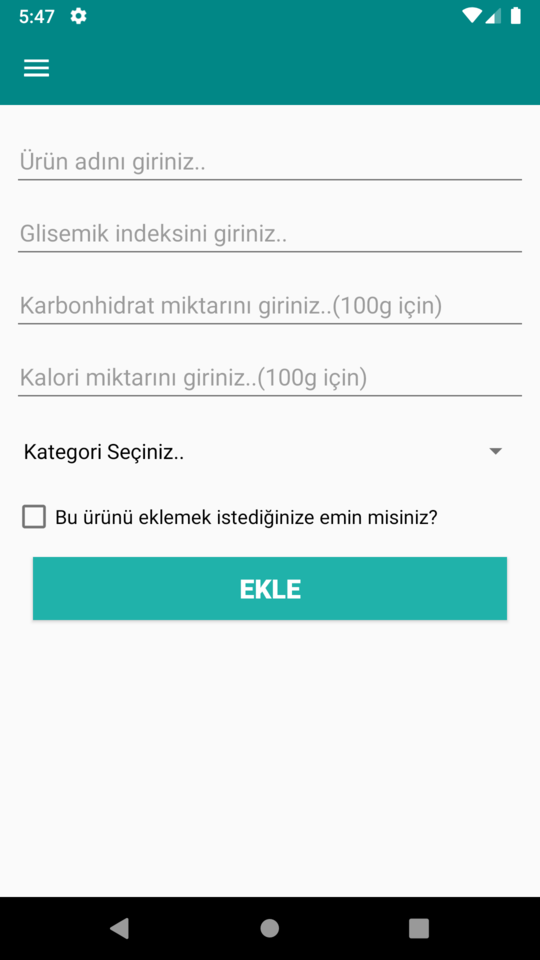 5:47
Ürün adını giriniz..
Glisemik indeksini giriniz..
Karbonhidrat miktarını giriniz..(100g için)
Kalori miktarını giriniz..(100g için)
Kategori Seçiniz..
Bu ürünü eklemek istediğinize emin misiniz?
EKLE